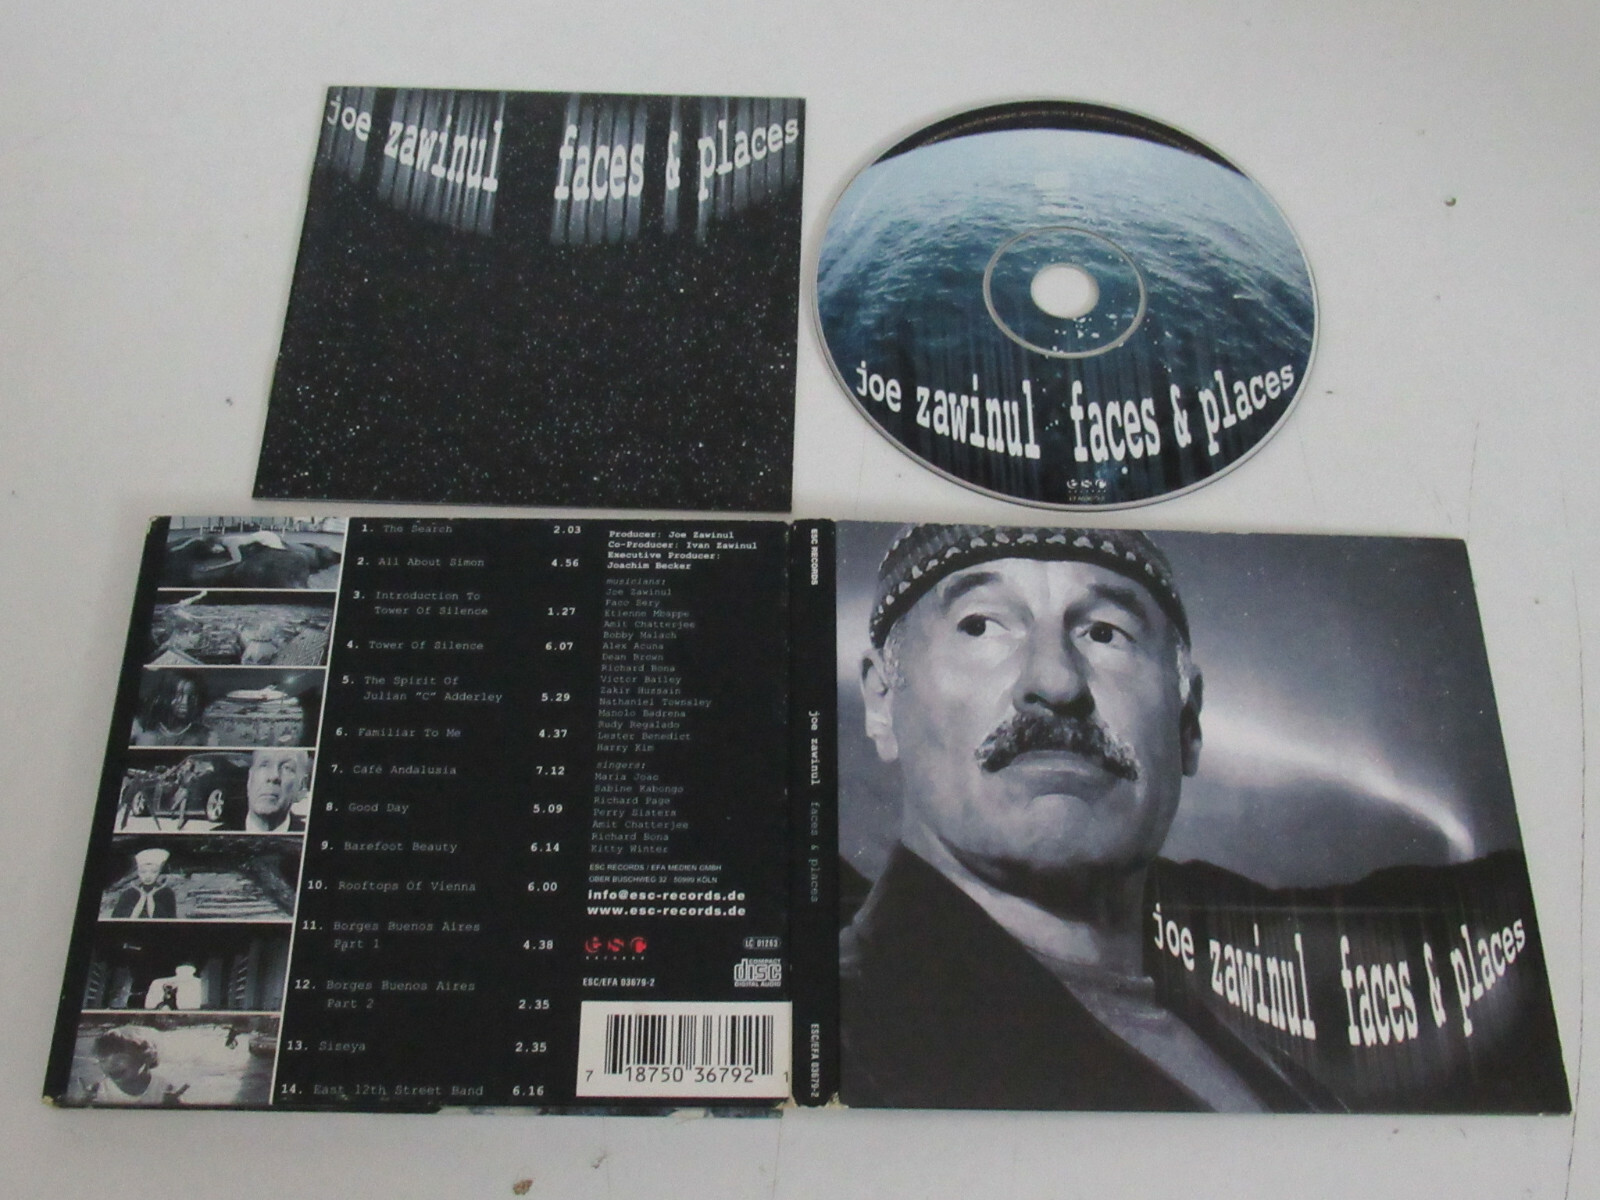 joe zawinul faces & places
joe zawinul faces & places
1. The Search 2.03
2. All About Simon 4.56
3. Introduction To
Tower Of Silence 1.27
4. Tower Of Silence 6.07
5. The Spirit Of
Julian "C" Adderley 5.29
6. Familiar To Me 4.37
7. Café Andalusia 7.12
8. Good Day 5.09
9. Barefoot Beauty 6.14
10. Rooftops Of Vienna 6.00
11. Borges Buenos Aires
Part 1 4.38
12. Borges Buenos Aires
Part 2 2.35
13. Siseya 2.35
14. East 12th Street Band 6.16
Producer: Joe Zawinul
Co-Producer: Ivan Zawinul
Executive Producer:
Joachim Becker
musicians:
Joe Zawinul
Paco Sery
Etienne Mbappe
Amit Chatterjee
Bobby Malach
Alex Acuna
Dean Brown
Richard Bona
Victor Bailey
Zakir Hussain
Nathaniel Townsley
Manolo Badrena
Rudy Regalado
Lester Benedict
Harry Kim
singers:
Maria Joao
Sabine Kabongo
Richard Page
Perry Sisters
Amit Chatterjee
Richard Bona
Kitty Winter
ESC RECORDS / EFA MEDIEN GMBH
OBER BUSCHWEG 32 · 50999 KÖLN
info@esc-records.de
www.esc-records.de
ESC
RECORDS
LC 01263
ESC/EFA 03679-2
COMPACT
disc
DIGITAL AUDIO
7 18750 36792 1
ESC RECORDS
joe zawinul faces & places
ESC/EFA 03679-2
joe zawinul faces & places